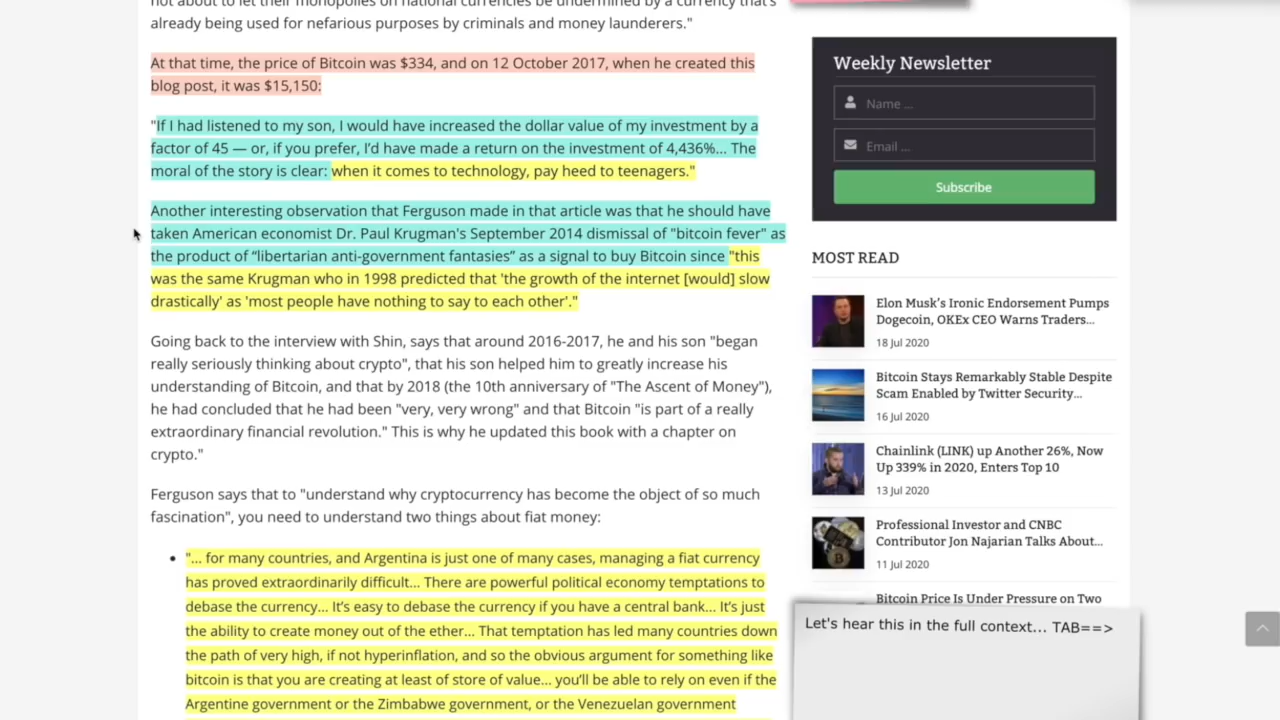 not about to let their monopolies on national currencies be undermined by a currency that's
already being used for nefarious purposes by criminals and money launderers."
At that time, the price of Bitcoin was $334, and on 12 October 2017, when he created this
blog post, it was $15,150:
"If I had listened to my son, I would have increased the dollar value of my investment by a
factor of 45 — or, if you prefer, I'd have made a return on the investment of 4,436%... The
moral of the story is clear: when it comes to technology, pay heed to teenagers."
Another interesting observation that Ferguson made in that article was that he should have
taken American economist Dr. Paul Krugman's September 2014 dismissal of "bitcoin fever" as
the product of “libertarian anti-government fantasies” as a signal to buy Bitcoin since "this
was the same Krugman who in 1998 predicted that 'the growth of the internet [would] slow
drastically' as 'most people have nothing to say to each other'."
Going back to the interview with Shin, says that around 2016-2017, he and his son "began
really seriously thinking about crypto", that his son helped him to greatly increase his
understanding of Bitcoin, and that by 2018 (the 10th anniversary of "The Ascent of Money"),
he had concluded that he had been "very, very wrong" and that Bitcoin "is part of a really
extraordinary financial revolution." This is why he updated this book with a chapter on
crypto."
Ferguson says that to "understand why cryptocurrency has become the object of so much
fascination", you need to understand two things about fiat money:
• "... for many countries, and Argentina is just one of many cases, managing a fiat currency
has proved extraordinarily difficult... There are powerful political economy temptations to
debase the currency... It’s easy to debase the currency if you have a central bank... It’s just
the ability to create money out of the ether... That temptation has led many countries down
the path of very high, if not hyperinflation, and so the obvious argument for something like
bitcoin is that you are creating at least of store of value... you’ll be able to rely on even if the
Argentine government or the Zimbabwe government, or the Venezuelan government
Weekly Newsletter
Name ...
Email ...
Subscribe
MOST READ
Elon Musk’s Ironic Endorsement Pumps
Dogecoin, OKEx CEO Warns Traders...
18 Jul 2020
Bitcoin Stays Remarkably Stable Despite
Scam Enabled by Twitter Security...
16 Jul 2020
Chainlink (LINK) up Another 26%, Now
Up 339% in 2020, Enters Top 10
13 Jul 2020
Professional Investor and CNBC
Contributor Jon Najarian Talks About...
11 Jul 2020
Bitcoin Price Is Under Pressure on Two
Let's hear this in the full context... TAB==>